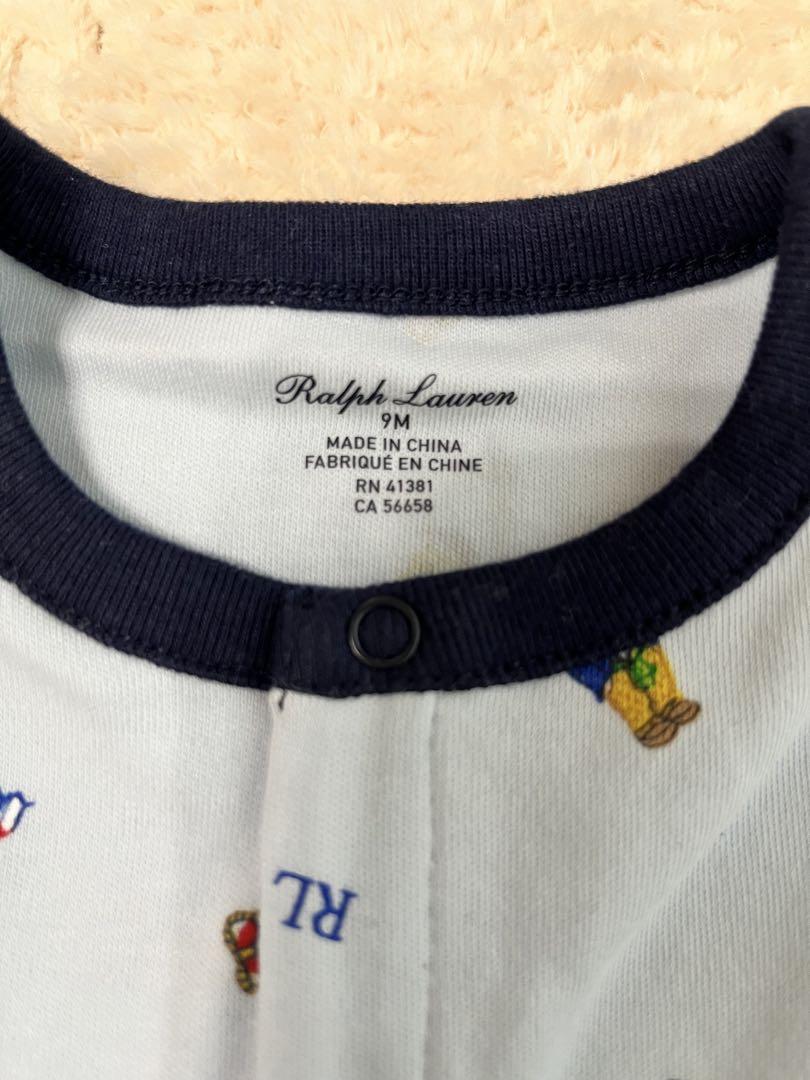 Ralph Lauren
9M
MADE IN CHINA
FABRIQUÉ EN CHINE
RN 41381
CA 56658
RL